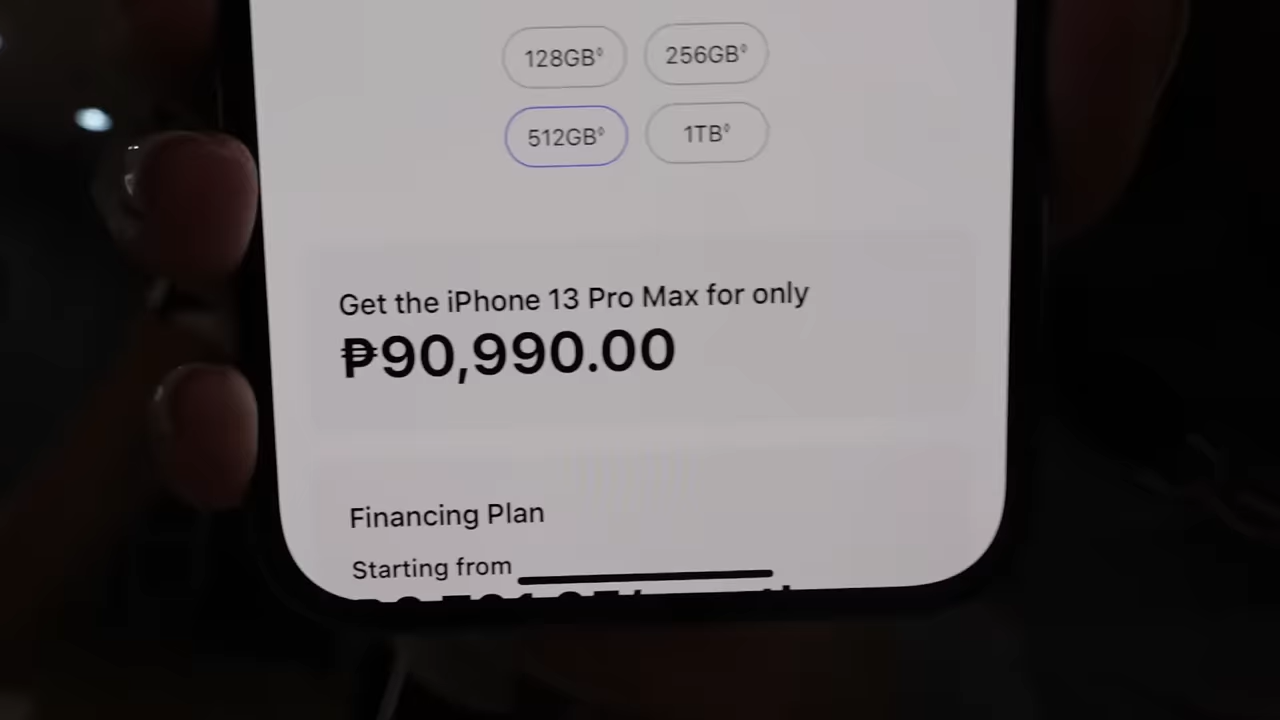 128GB◊ 256GB◊
512GB◊ 1TB◊
Get the iPhone 13 Pro Max for only
₱90,990.00
Financing Plan
Starting from